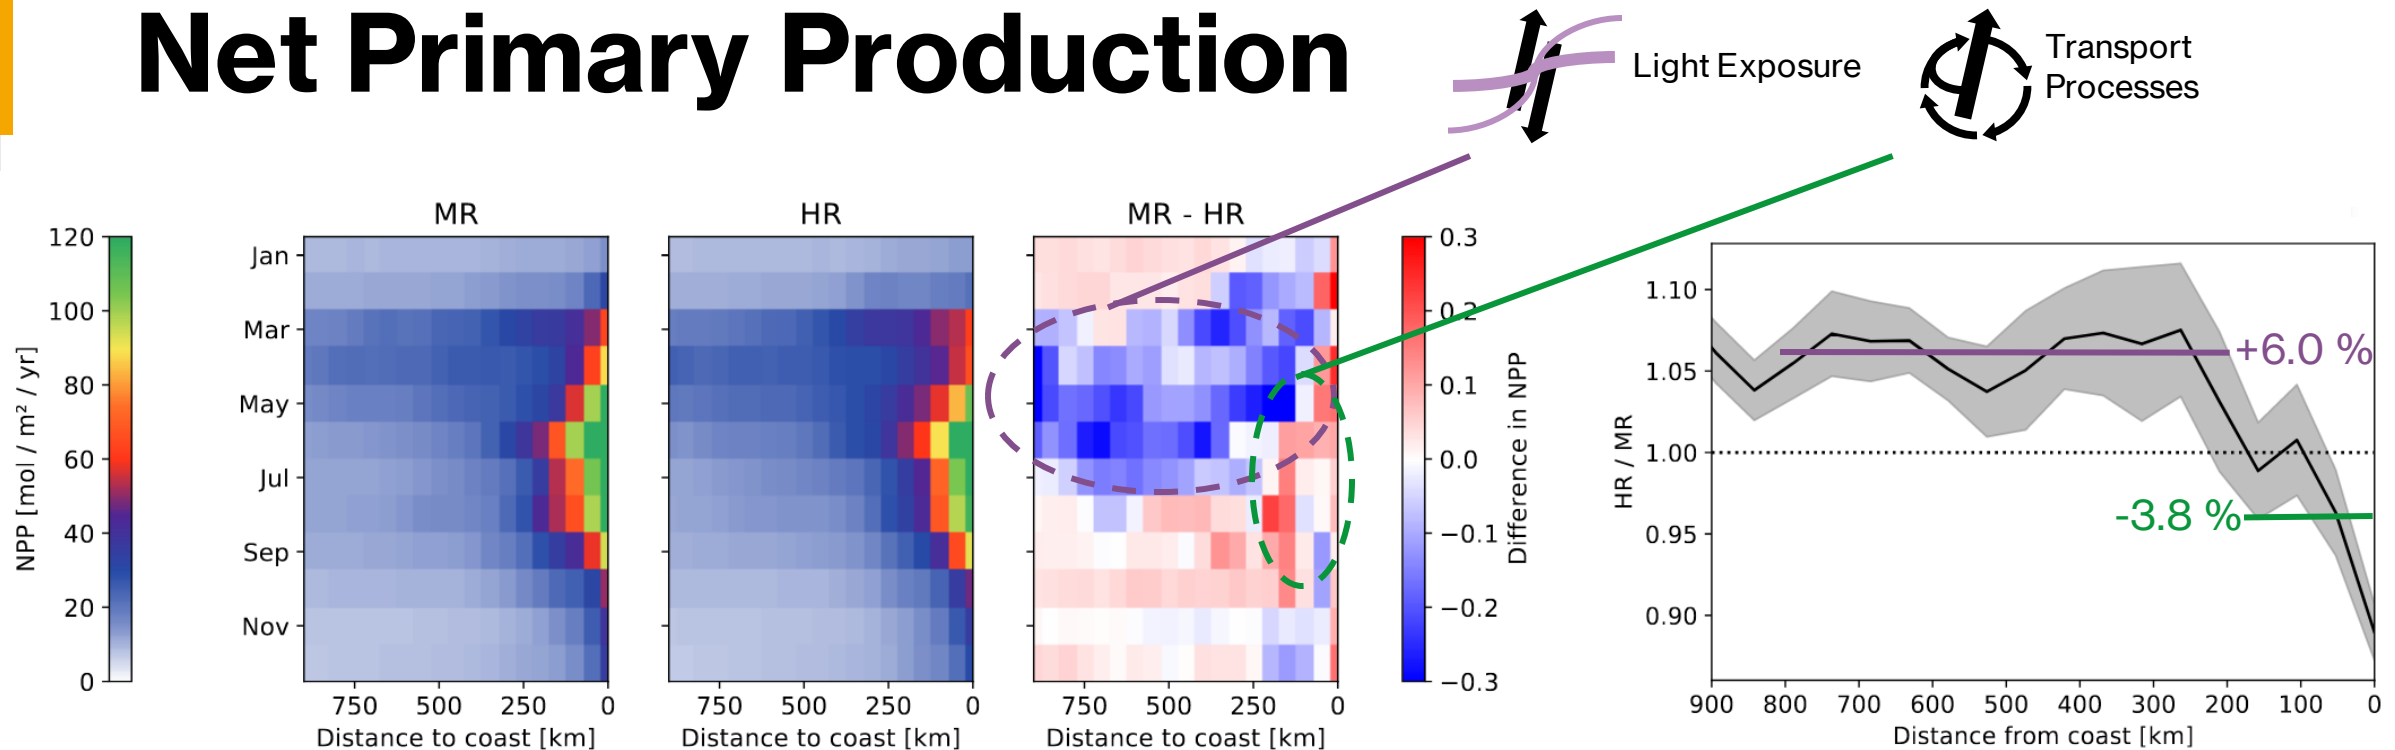 Net Primary Production
Light Exposure
Transport
Processes
MR
HR
MR - HR
120
100
80
60
40
20
0
NPP [mol / m² / yr]
Jan
Mar
May
Jul
Sep
Nov
750
500
250
0
Distance to coast [km]
750
500
250
0
Distance to coast [km]
750
500
250
0
Distance to coast [km]
0.3
0.2
0.1
0.0
−0.1
−0.2
−0.3
Difference in NPP
1.10
1.05
1.00
0.95
0.90
HR / MR
+6.0 %
-3.8 %
900
800
700
600
500
400
300
200
100
0
Distance from coast [km]